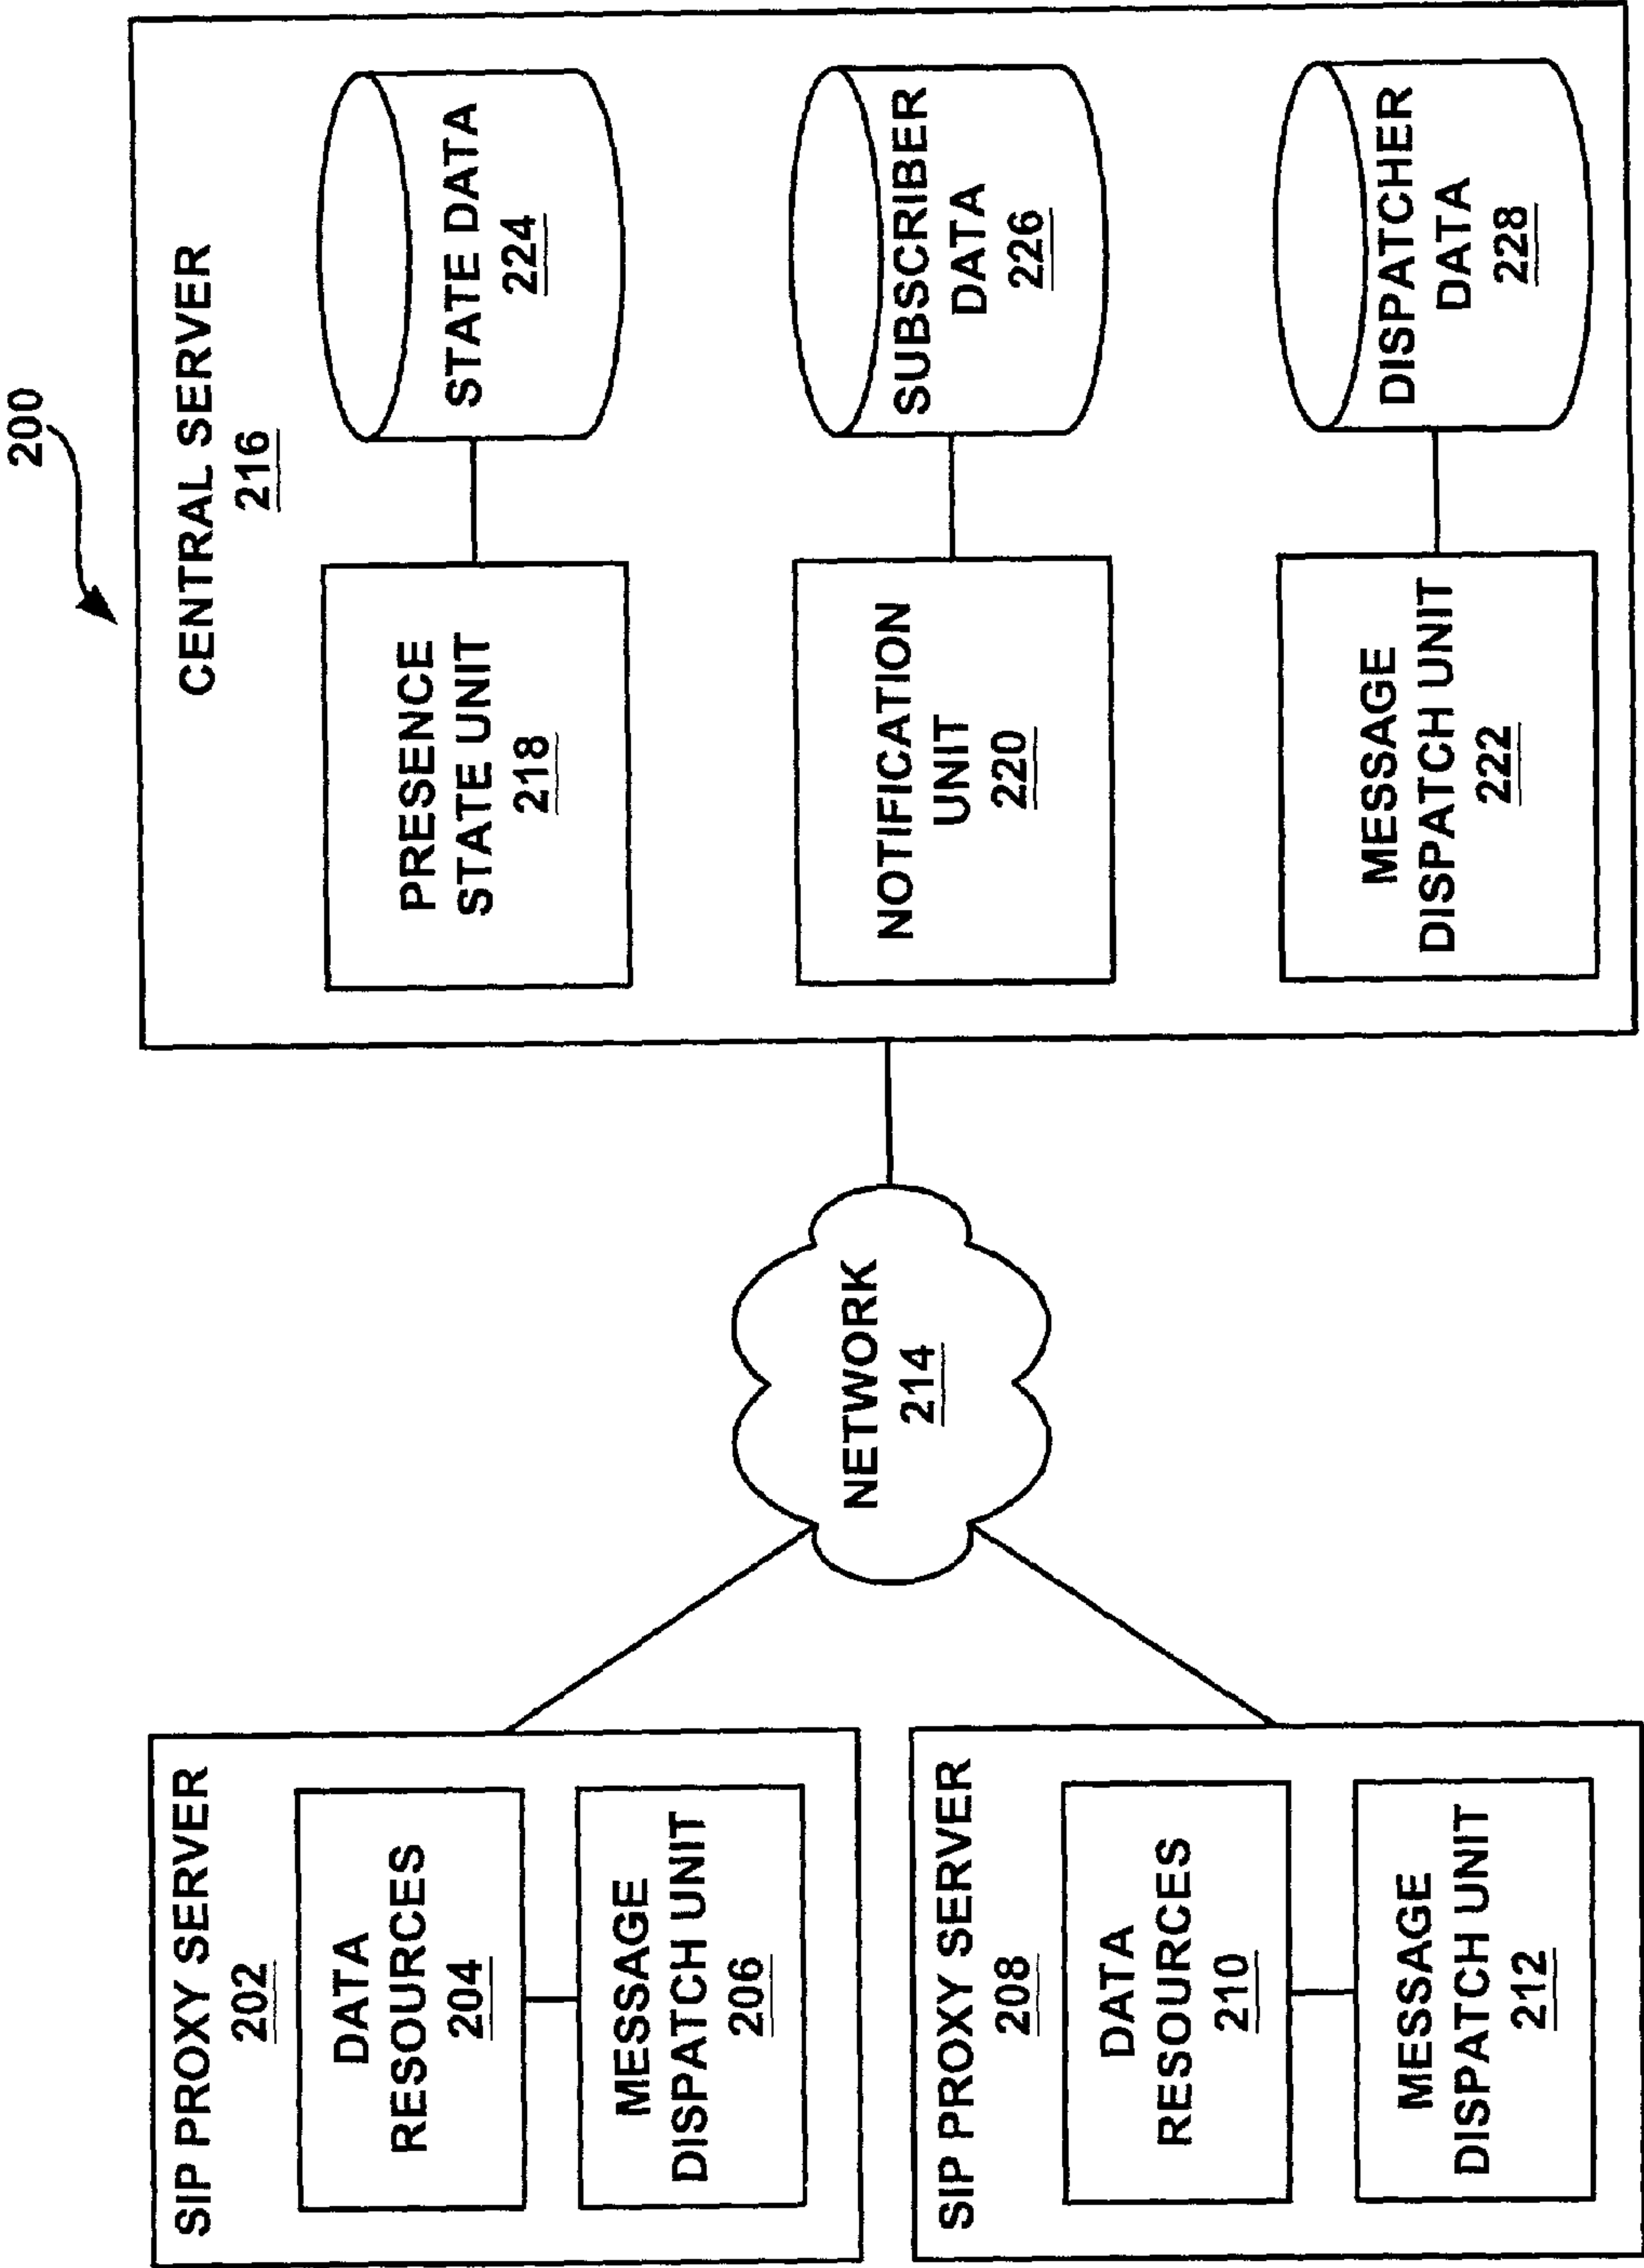 200
SIP PROXY SERVER
202
DATA
RESOURCES
204
MESSAGE
DISPATCH UNIT
206
SIP PROXY SERVER
208
DATA
RESOURCES
210
MESSAGE
DISPATCH UNIT
212
NETWORK
214
CENTRAL SERVER
216
PRESENCE
STATE UNIT
218
STATE DATA
224
NOTIFICATION
UNIT
220
SUBSCRIBER
DATA
226
MESSAGE
DISPATCH UNIT
222
DISPATCHER
DATA
228